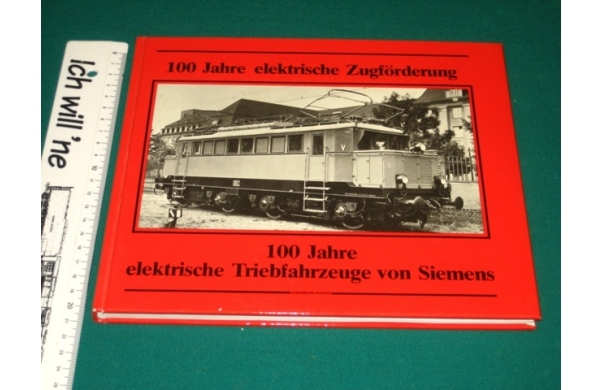 100 Jahre elektrische Zugförderung
V
100 Jahre
elektrische Triebfahrzeuge von Siemens
Ich will 'ne